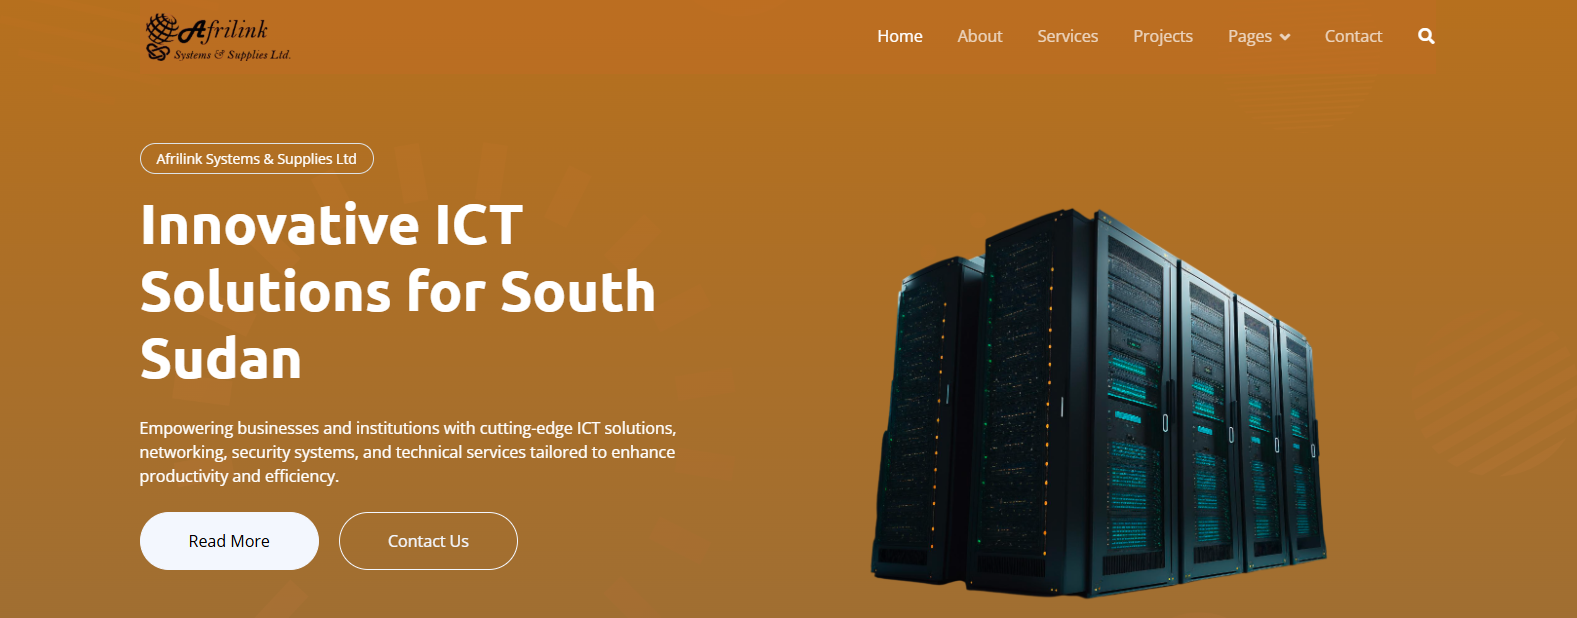 Afrilink
Systems & Supplies Ltd.
Home About Services Projects Pages Contact
Afrilink Systems & Supplies Ltd
Innovative ICT
Solutions for South
Sudan
Empowering businesses and institutions with cutting-edge ICT solutions,
networking, security systems, and technical services tailored to enhance
productivity and efficiency.
Read More Contact Us